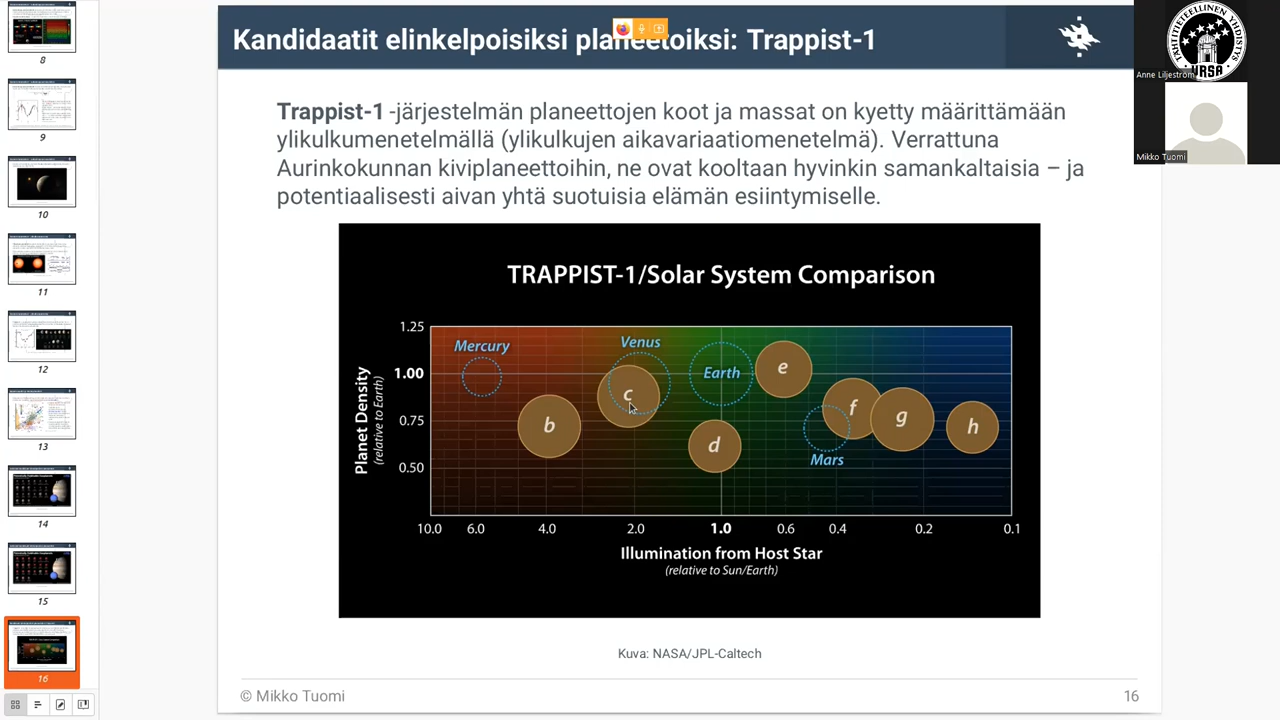 8
9
10
11
12
13
14
15
16
Kandidaatit elinkelpoisiksi planeetoiksi: Trappist-1
Trappist-1 -järjestelmän planeettojen koot ja massat on kyetty määrittämään
ylikulkumenetelmällä (ylikulkujen aikavariaatiomenetelmä). Verrattuna
Aurinkokunnan kiviplaneettoihin, ne ovat kooltaan hyvinkin samankaltaisia – ja
potentiaalisesti aivan yhtä suotuisia elämän esiintymiselle.
TRAPPIST-1/Solar System Comparison
Planet Density
(relative to Earth)
1.25
1.00
0.75
0.50
Mercury
Venus
Earth
Mars
b
c
d
e
f
g
h
10.0 6.0 4.0 2.0 1.0 0.6 0.4 0.2 0.1
Illumination from Host Star
(relative to Sun/Earth)
Kuva: NASA/JPL-Caltech
© Mikko Tuomi
16
URSA
Anne Liljeström
Mikko Tuomi